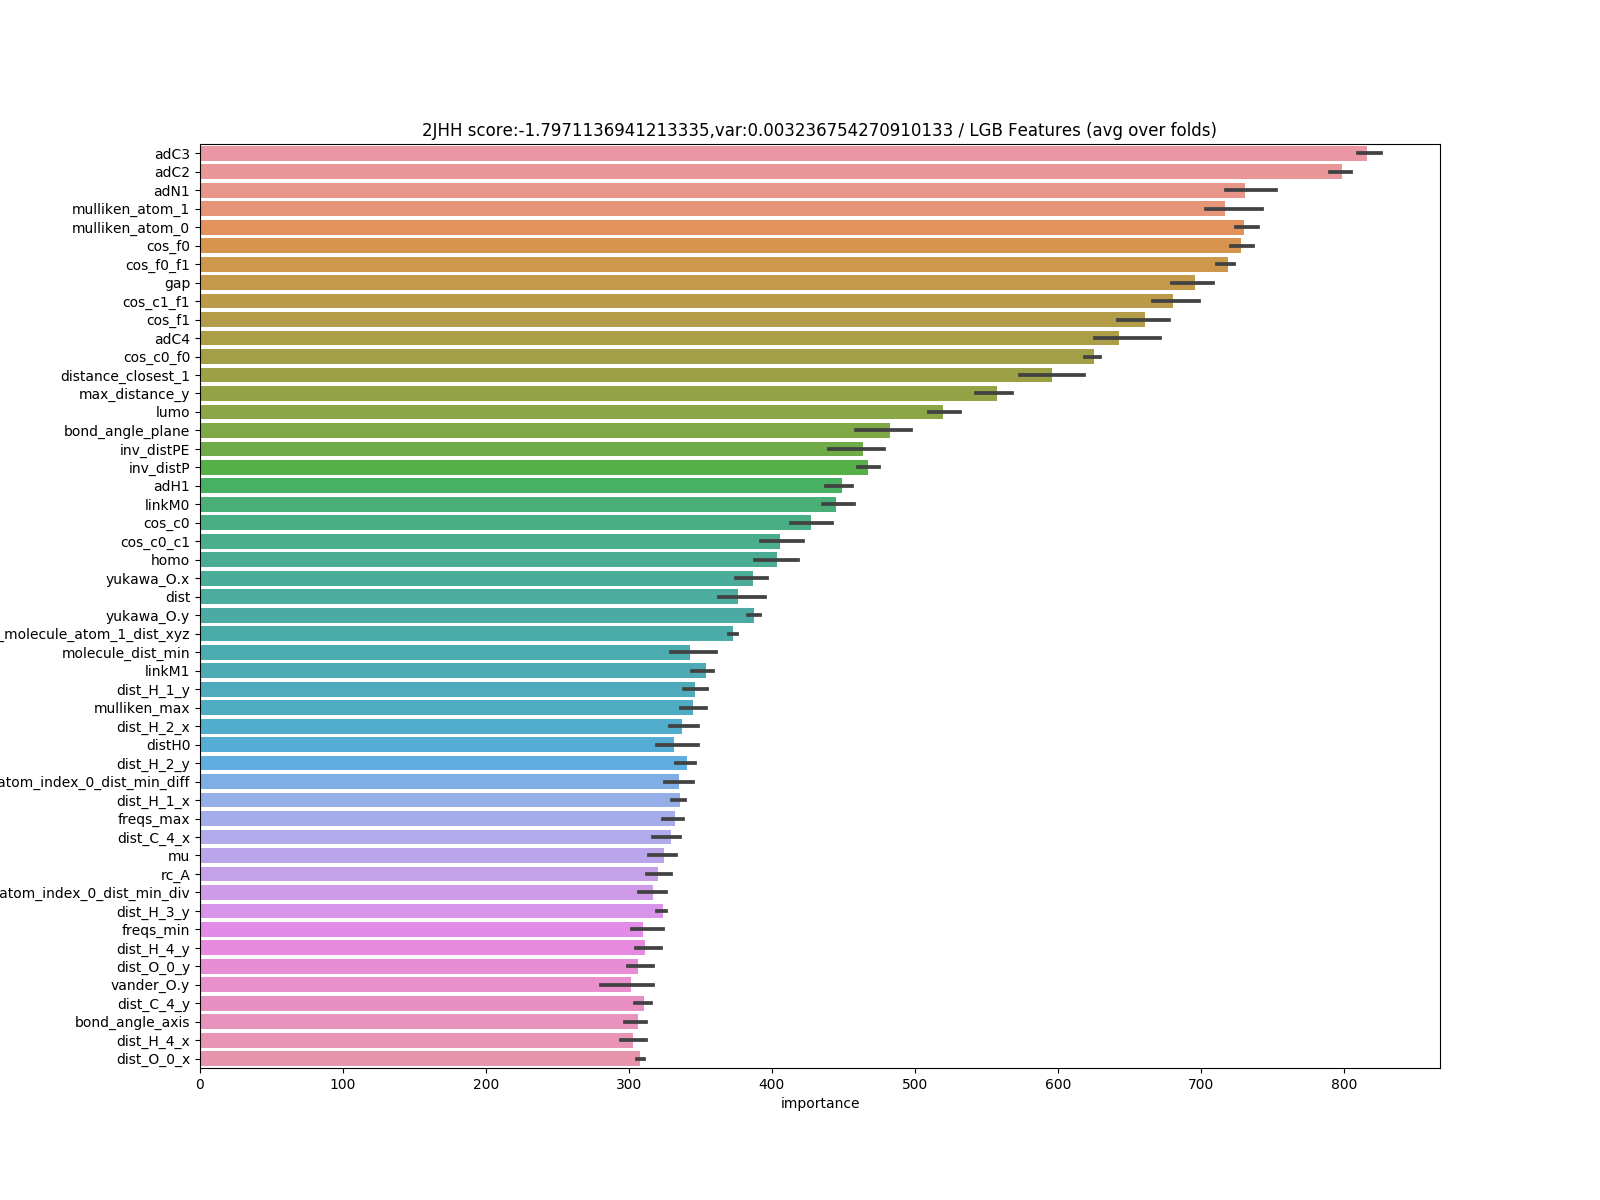 2JHH score:-1.7971136941213335,var:0.003236754270910133 / LGB Features (avg over folds)
adC3
adC2
adN1
mulliken_atom_1
mulliken_atom_0
cos_f0
cos_f0_f1
gap
cos_c1_f1
cos_f1
adC4
cos_c0_f0
distance_closest_1
max_distance_y
lumo
bond_angle_plane
inv_distPE
inv_distP
adH1
linkM0
cos_c0
cos_c0_c1
homo
yukawa_O.x
dist
yukawa_O.y
_molecule_atom_1_dist_xyz
molecule_dist_min
linkM1
dist_H_1_y
mulliken_max
dist_H_2_x
distH0
dist_H_2_y
atom_index_0_dist_min_diff
dist_H_1_x
freqs_max
dist_C_4_x
mu
rc_A
atom_index_0_dist_min_div
dist_H_3_y
freqs_min
dist_H_4_y
dist_O_0_y
vander_O.y
dist_C_4_y
bond_angle_axis
dist_H_4_x
dist_O_0_x
0 100 200 300 400 500 600 700 800
importance